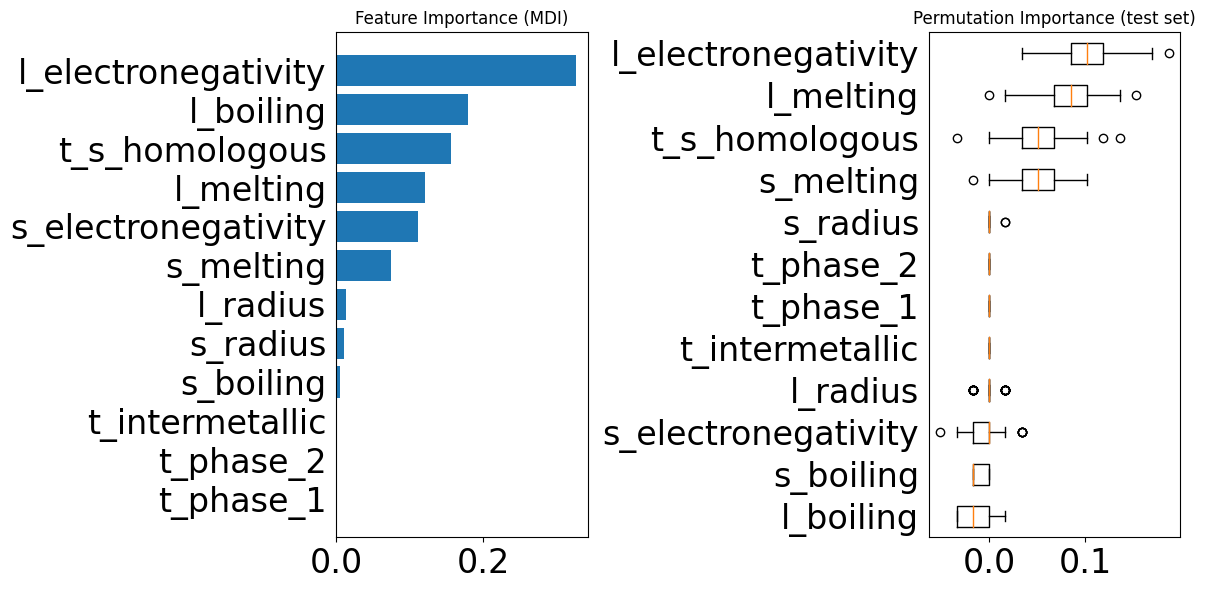 Feature Importance (MDI)
l_electronegativity
l_boiling
t_s_homologous
l_melting
s_electronegativity
s_melting
l_radius
s_radius
s_boiling
t_intermetallic
t_phase_2
t_phase_1
0.0 0.2
Permutation Importance (test set)
l_electronegativity
l_melting
t_s_homologous
s_melting
s_radius
t_phase_2
t_phase_1
t_intermetallic
l_radius
s_electronegativity
s_boiling
l_boiling
0.0 0.1